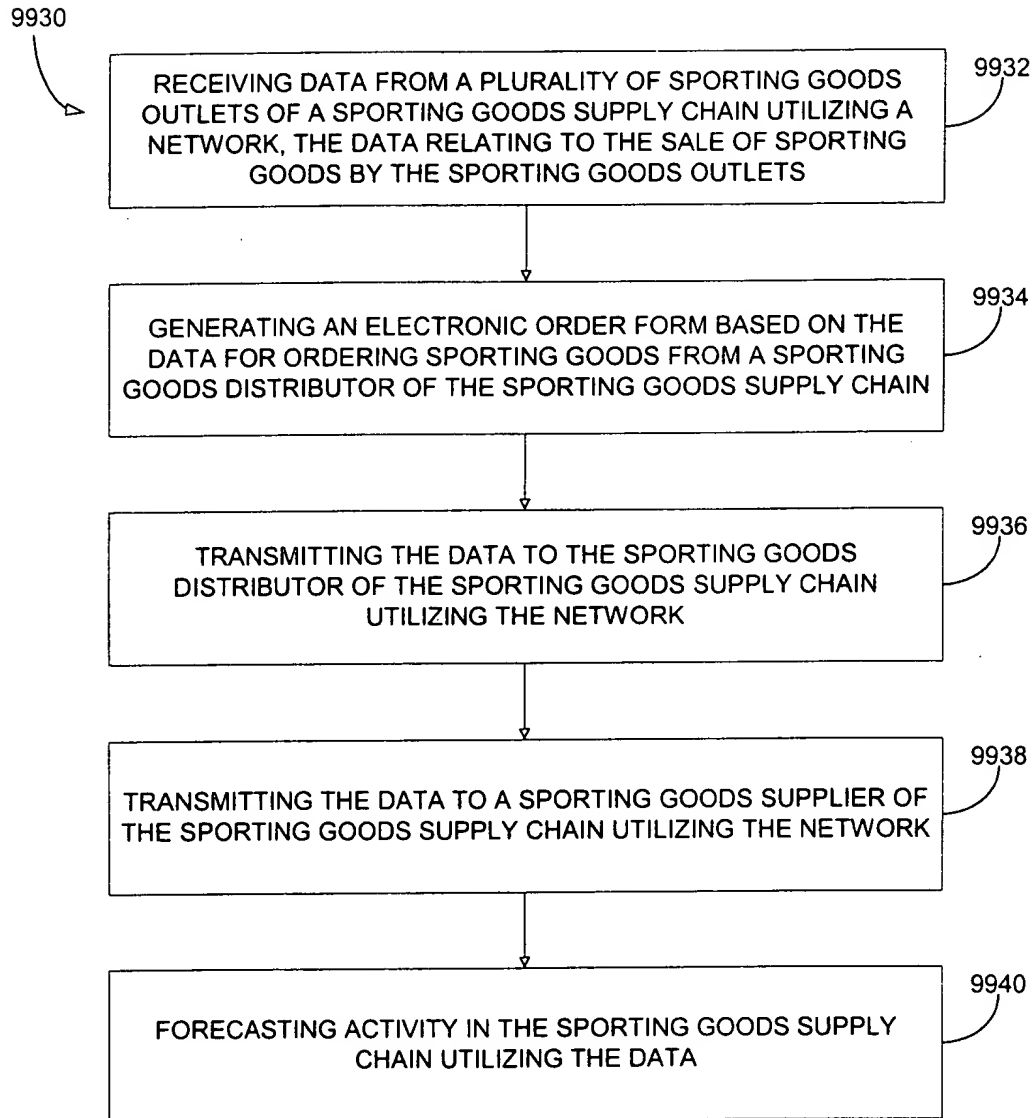 9930
RECEIVING DATA FROM A PLURALITY OF SPORTING GOODS
OUTLETS OF A SPORTING GOODS SUPPLY CHAIN UTILIZING A
NETWORK, THE DATA RELATING TO THE SALE OF SPORTING
GOODS BY THE SPORTING GOODS OUTLETS
9932
GENERATING AN ELECTRONIC ORDER FORM BASED ON THE
DATA FOR ORDERING SPORTING GOODS FROM A SPORTING
GOODS DISTRIBUTOR OF THE SPORTING GOODS SUPPLY CHAIN
9934
TRANSMITTING THE DATA TO THE SPORTING GOODS
DISTRIBUTOR OF THE SPORTING GOODS SUPPLY CHAIN
UTILIZING THE NETWORK
9936
TRANSMITTING THE DATA TO A SPORTING GOODS SUPPLIER OF
THE SPORTING GOODS SUPPLY CHAIN UTILIZING THE NETWORK
9938
FORECASTING ACTIVITY IN THE SPORTING GOODS SUPPLY
CHAIN UTILIZING THE DATA
9940